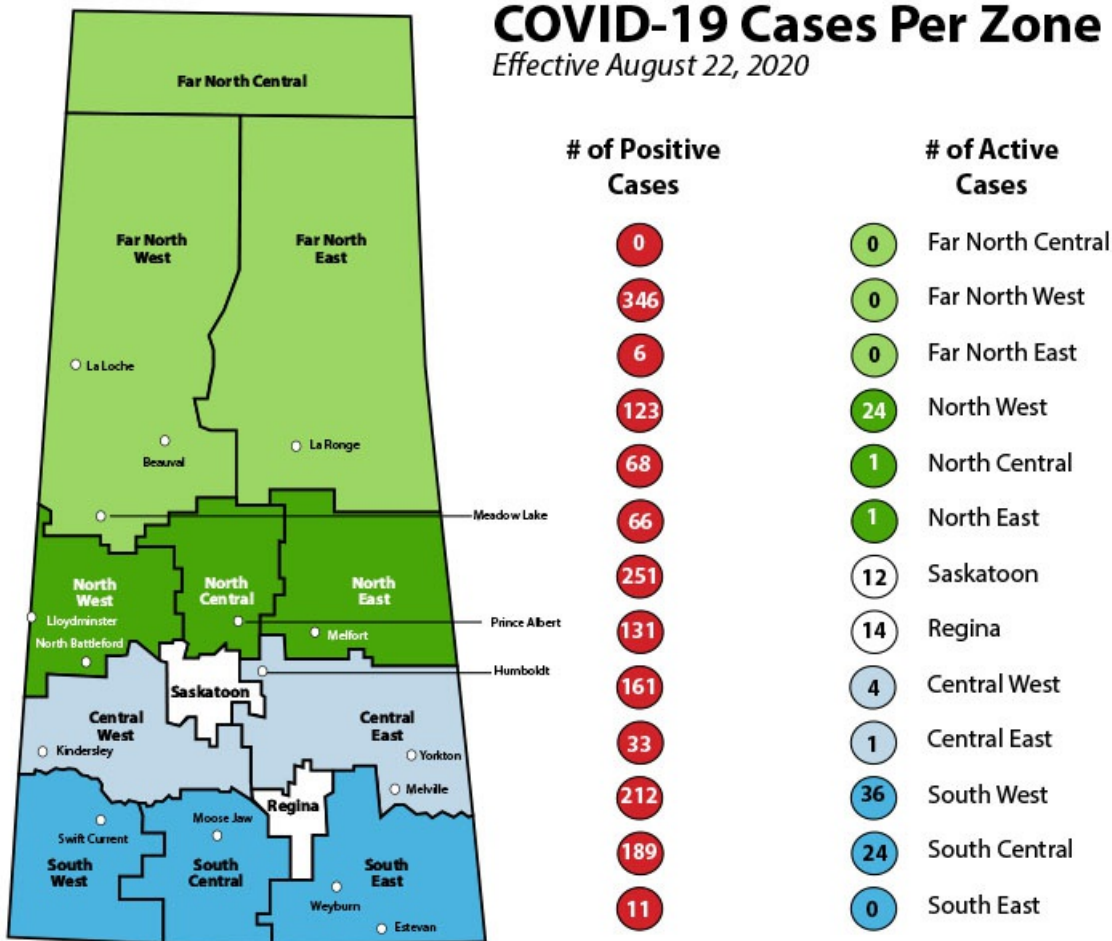 COVID-19 Cases Per Zone
Effective August 22, 2020
# of Positive
Cases
# of Active
Cases
0 0 Far North Central
346 0 Far North West
6 0 Far North East
123 24 North West
68 1 North Central
66 1 North East
251 12 Saskatoon
131 14 Regina
161 4 Central West
33 1 Central East
212 36 South West
189 24 South Central
11 0 South East
Far North Central
Far North
West
Far North
East
La Loche
Beauval
La Ronge
Meadow Lake
North
West
North
Central
North
East
Lloydminster
Prince Albert
North Battleford
Melfort
Humboldt
Saskatoon
Central
West
Central
East
Kindersley
Yorkton
Melville
Regina
Swift Current
Moose Jaw
South
West
South
Central
South
East
Weyburn
Estevan